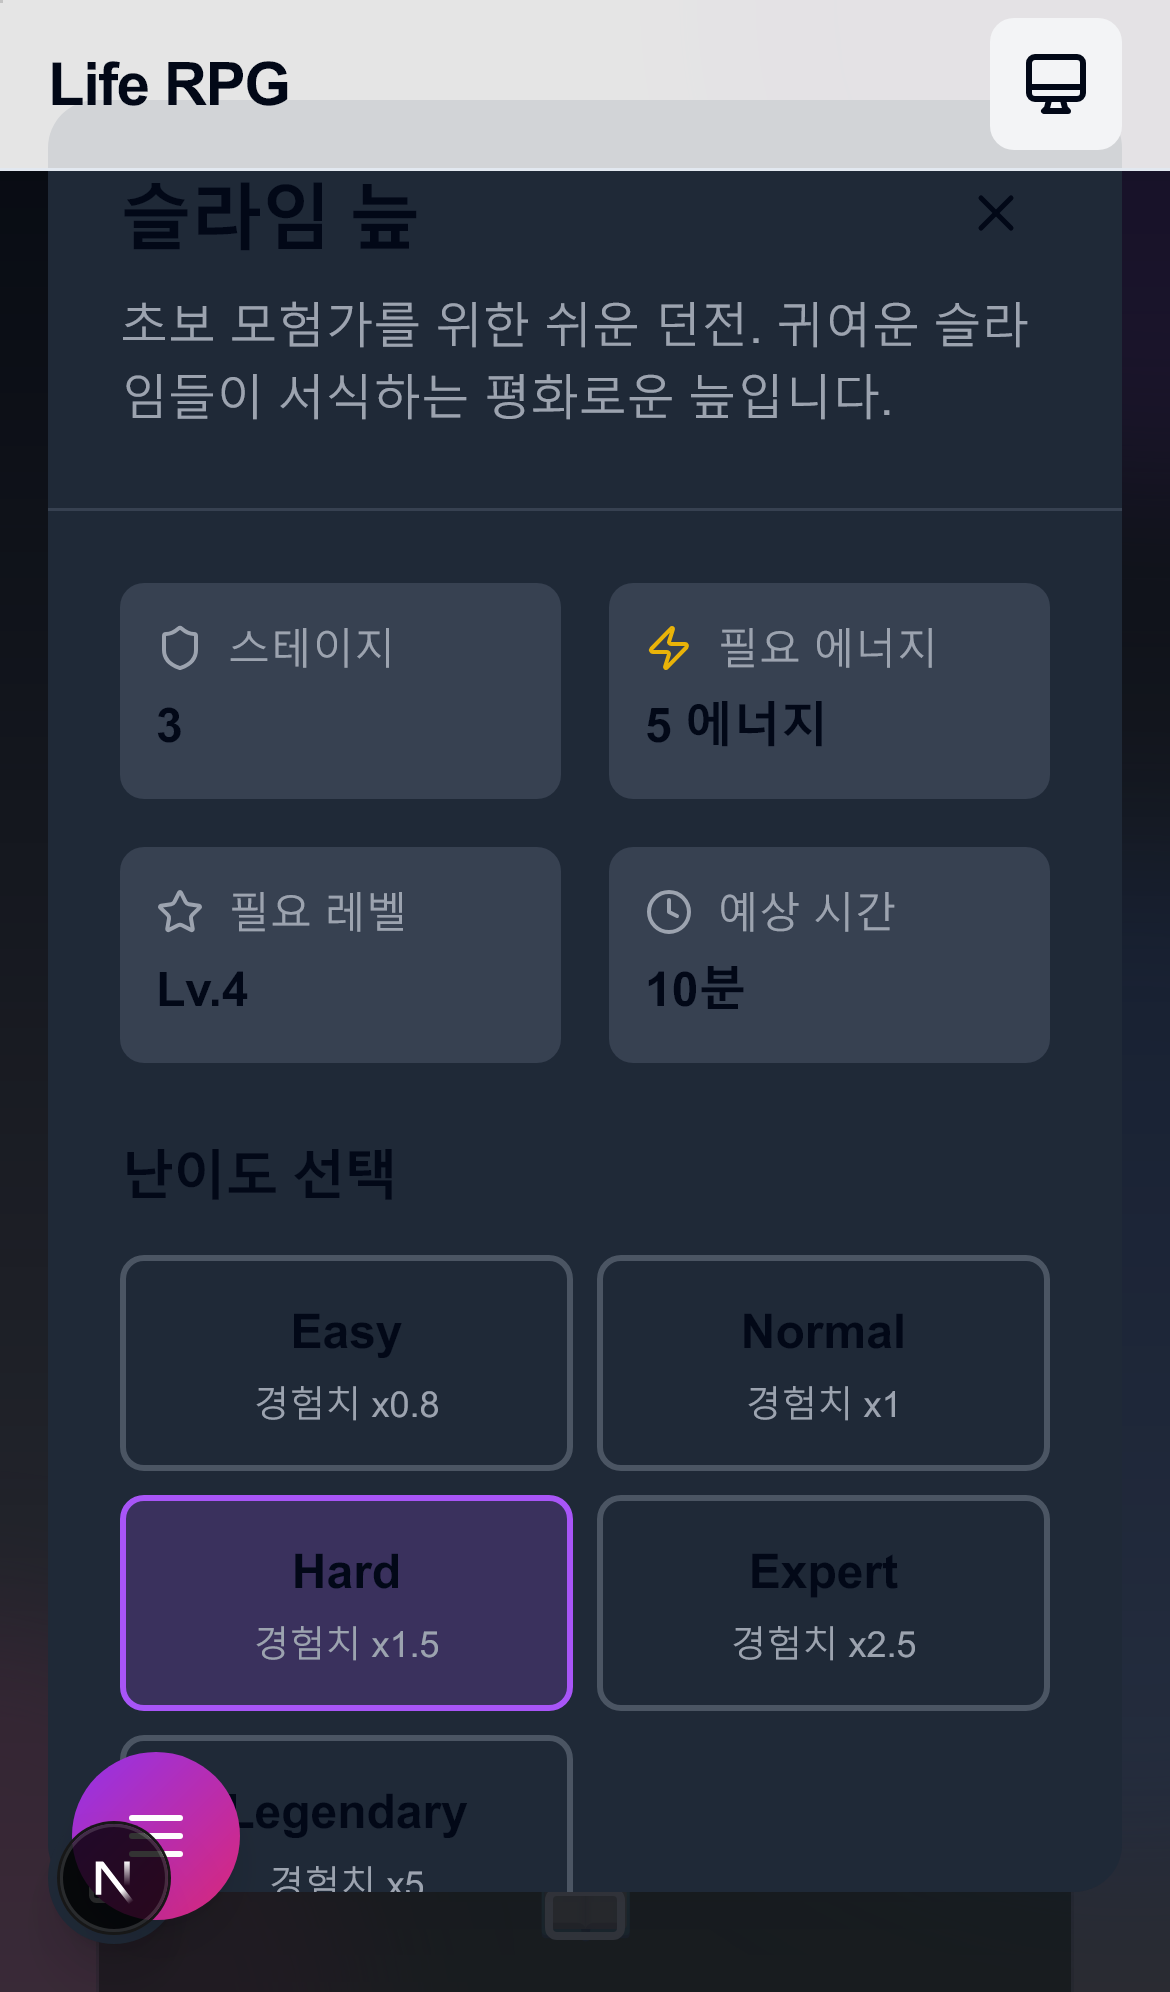 Life RPG
슬라임 늪
초보 모험가를 위한 쉬운 던전. 귀여운 슬라
임들이 서식하는 평화로운 늪입니다.
스테이지
3
필요 에너지
5 에너지
필요 레벨
Lv.4
예상 시간
10분
난이도 선택
Easy
경험치 x0.8
Normal
경험치 x1
Hard
경험치 x1.5
Expert
경험치 x2.5
Legendary
경험치 x5
N